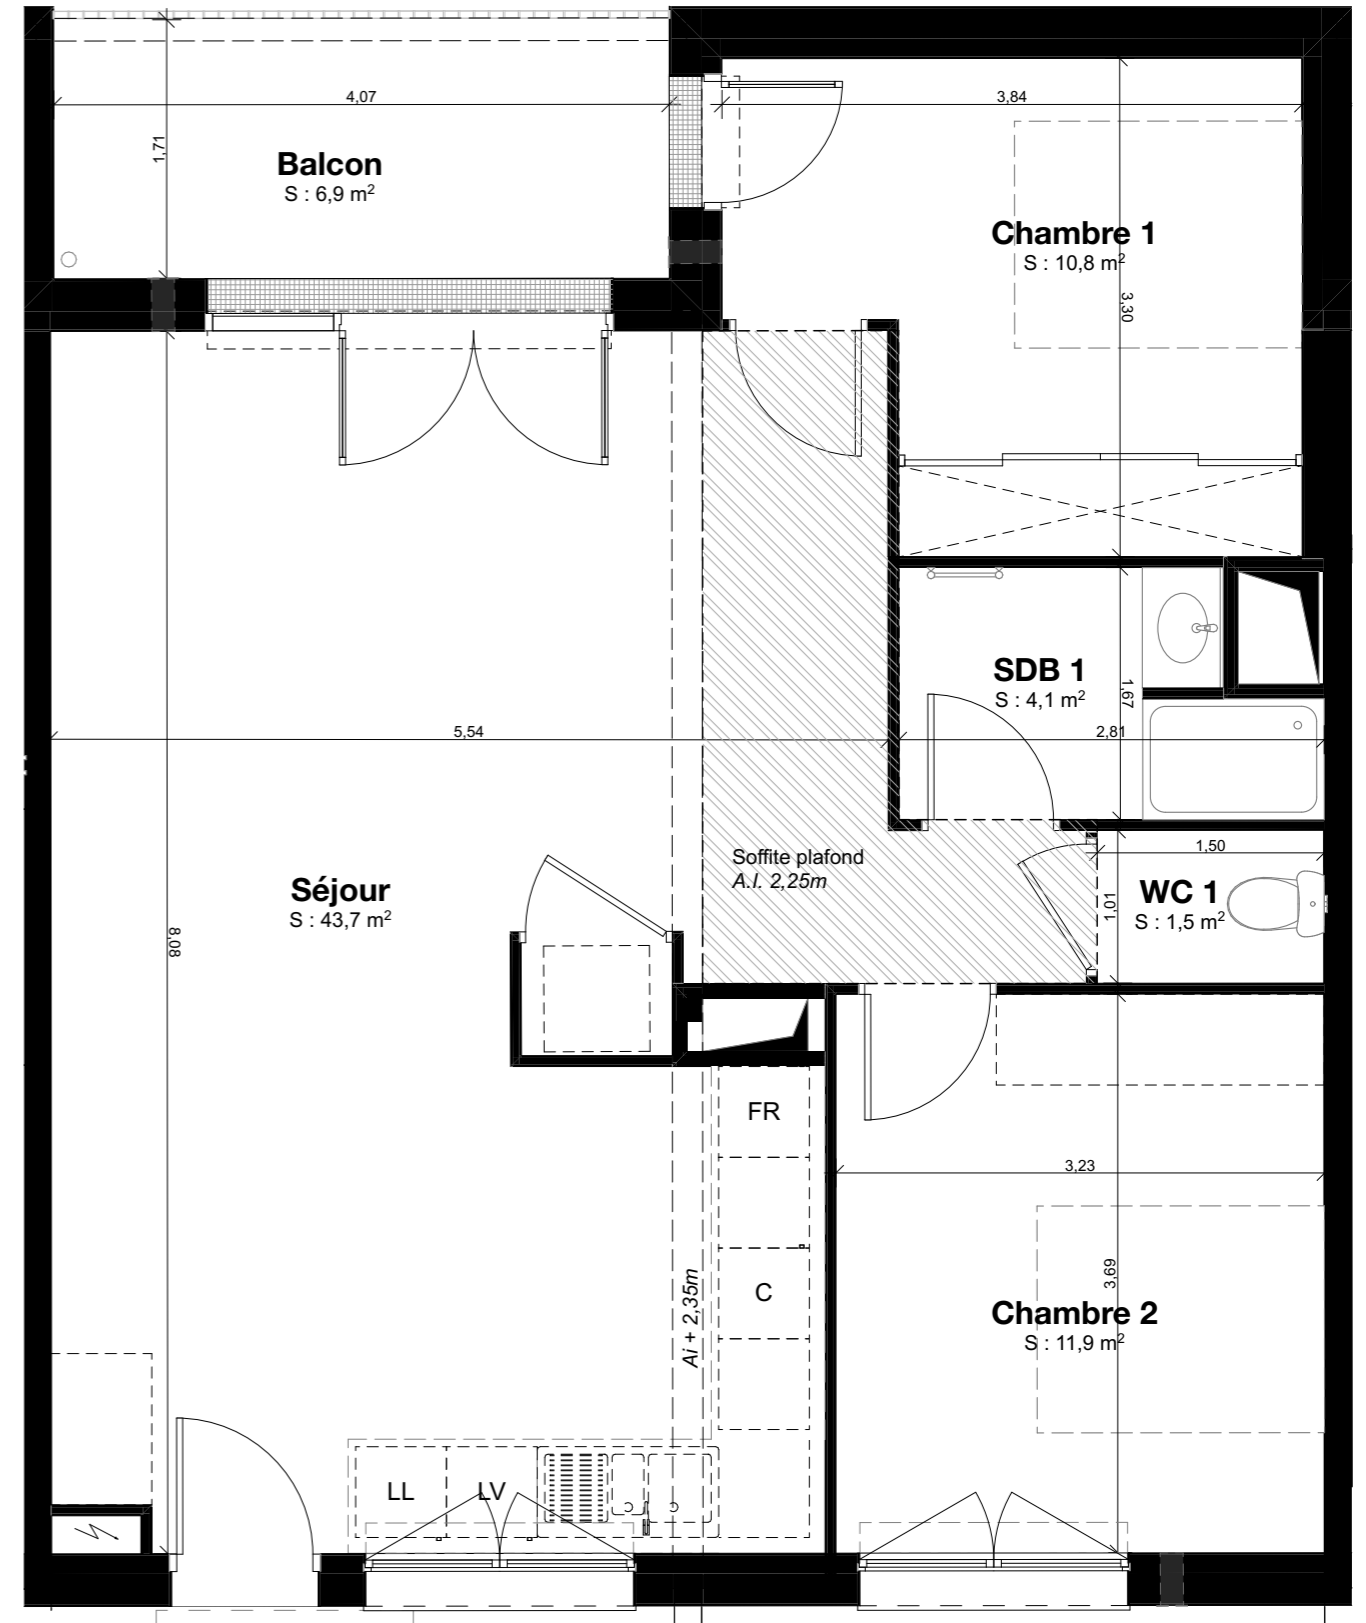 4,07
3,84
1,71
Balcon
S : 6,9 m²
Chambre 1
S : 10,8 m²
3,30
SDB 1
S : 4,1 m²
1,67
5,54
2,81
Soffite plafond
A.I. 2,25m
1,50
Séjour
S : 43,7 m²
WC 1
S : 1,5 m²
1,01
8,08
FR
3,23
C
Ai + 2,35m
3,69
Chambre 2
S : 11,9 m²
LL
LV